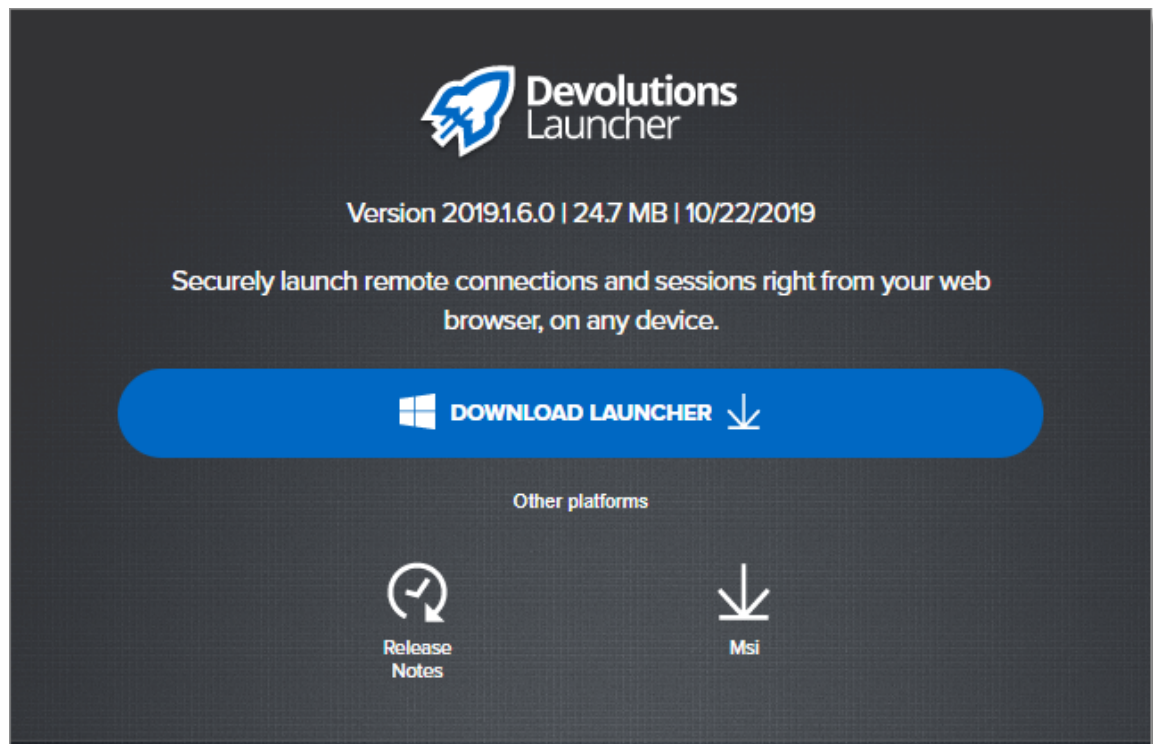 Devolutions
Launcher
Version 2019.1.6.0 | 24.7 MB | 10/22/2019
Securely launch remote connections and sessions right from your web
browser, on any device.
DOWNLOAD LAUNCHER
Other platforms
Release
Notes
Msi